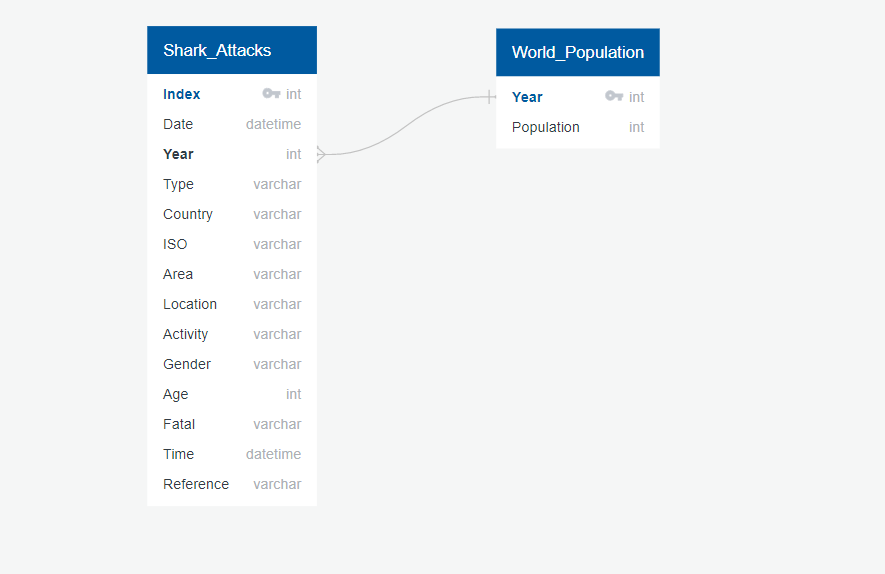 Shark_Attacks
Index int
Date datetime
Year int
Type varchar
Country varchar
ISO varchar
Area varchar
Location varchar
Activity varchar
Gender varchar
Age int
Fatal varchar
Time datetime
Reference varchar
World_Population
Year int
Population int